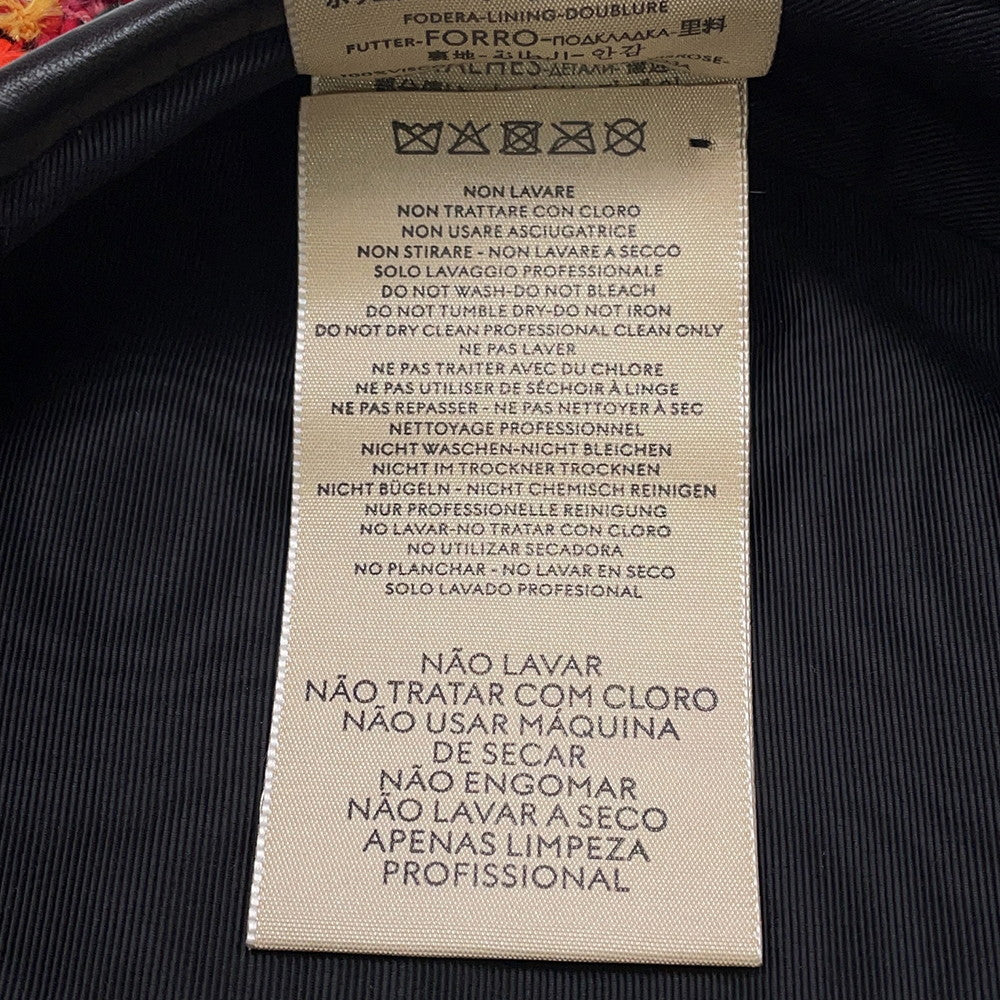 FODERA-LINING-DOUBLURE
FUTTER-FORRO-ПОДКЛАДКА-里料
裏地-안감
NON LAVARE
NON TRATTARE CON CLORO
NON USARE ASCIUGATRICE
NON STIRARE - NON LAVARE A SECCO
SOLO LAVAGGIO PROFESSIONALE
DO NOT WASH-DO NOT BLEACH
DO NOT TUMBLE DRY-DO NOT IRON
DO NOT DRY CLEAN PROFESSIONAL CLEAN ONLY
NE PAS LAVER
NE PAS TRAITER AVEC DU CHLORE
NE PAS UTILISER DE SÉCHOIR À LINGE
NE PAS REPASSER - NE PAS NETTOYER À SEC
NETTOYAGE PROFESSIONNEL
NICHT WASCHEN-NICHT BLEICHEN
NICHT IM TROCKNER TROCKNEN
NICHT BÜGELN - NICHT CHEMISCH REINIGEN
NUR PROFESSIONELLE REINIGUNG
NO LAVAR-NO TRATAR CON CLORO
NO UTILIZAR SECADORA
NO PLANCHAR - NO LAVAR EN SECO
SOLO LAVADO PROFESIONAL
NÃO LAVAR
NÃO TRATAR COM CLORO
NÃO USAR MÁQUINA
DE SECAR
NÃO ENGOMAR
NÃO LAVAR A SECO
APENAS LIMPEZA
PROFISSIONAL